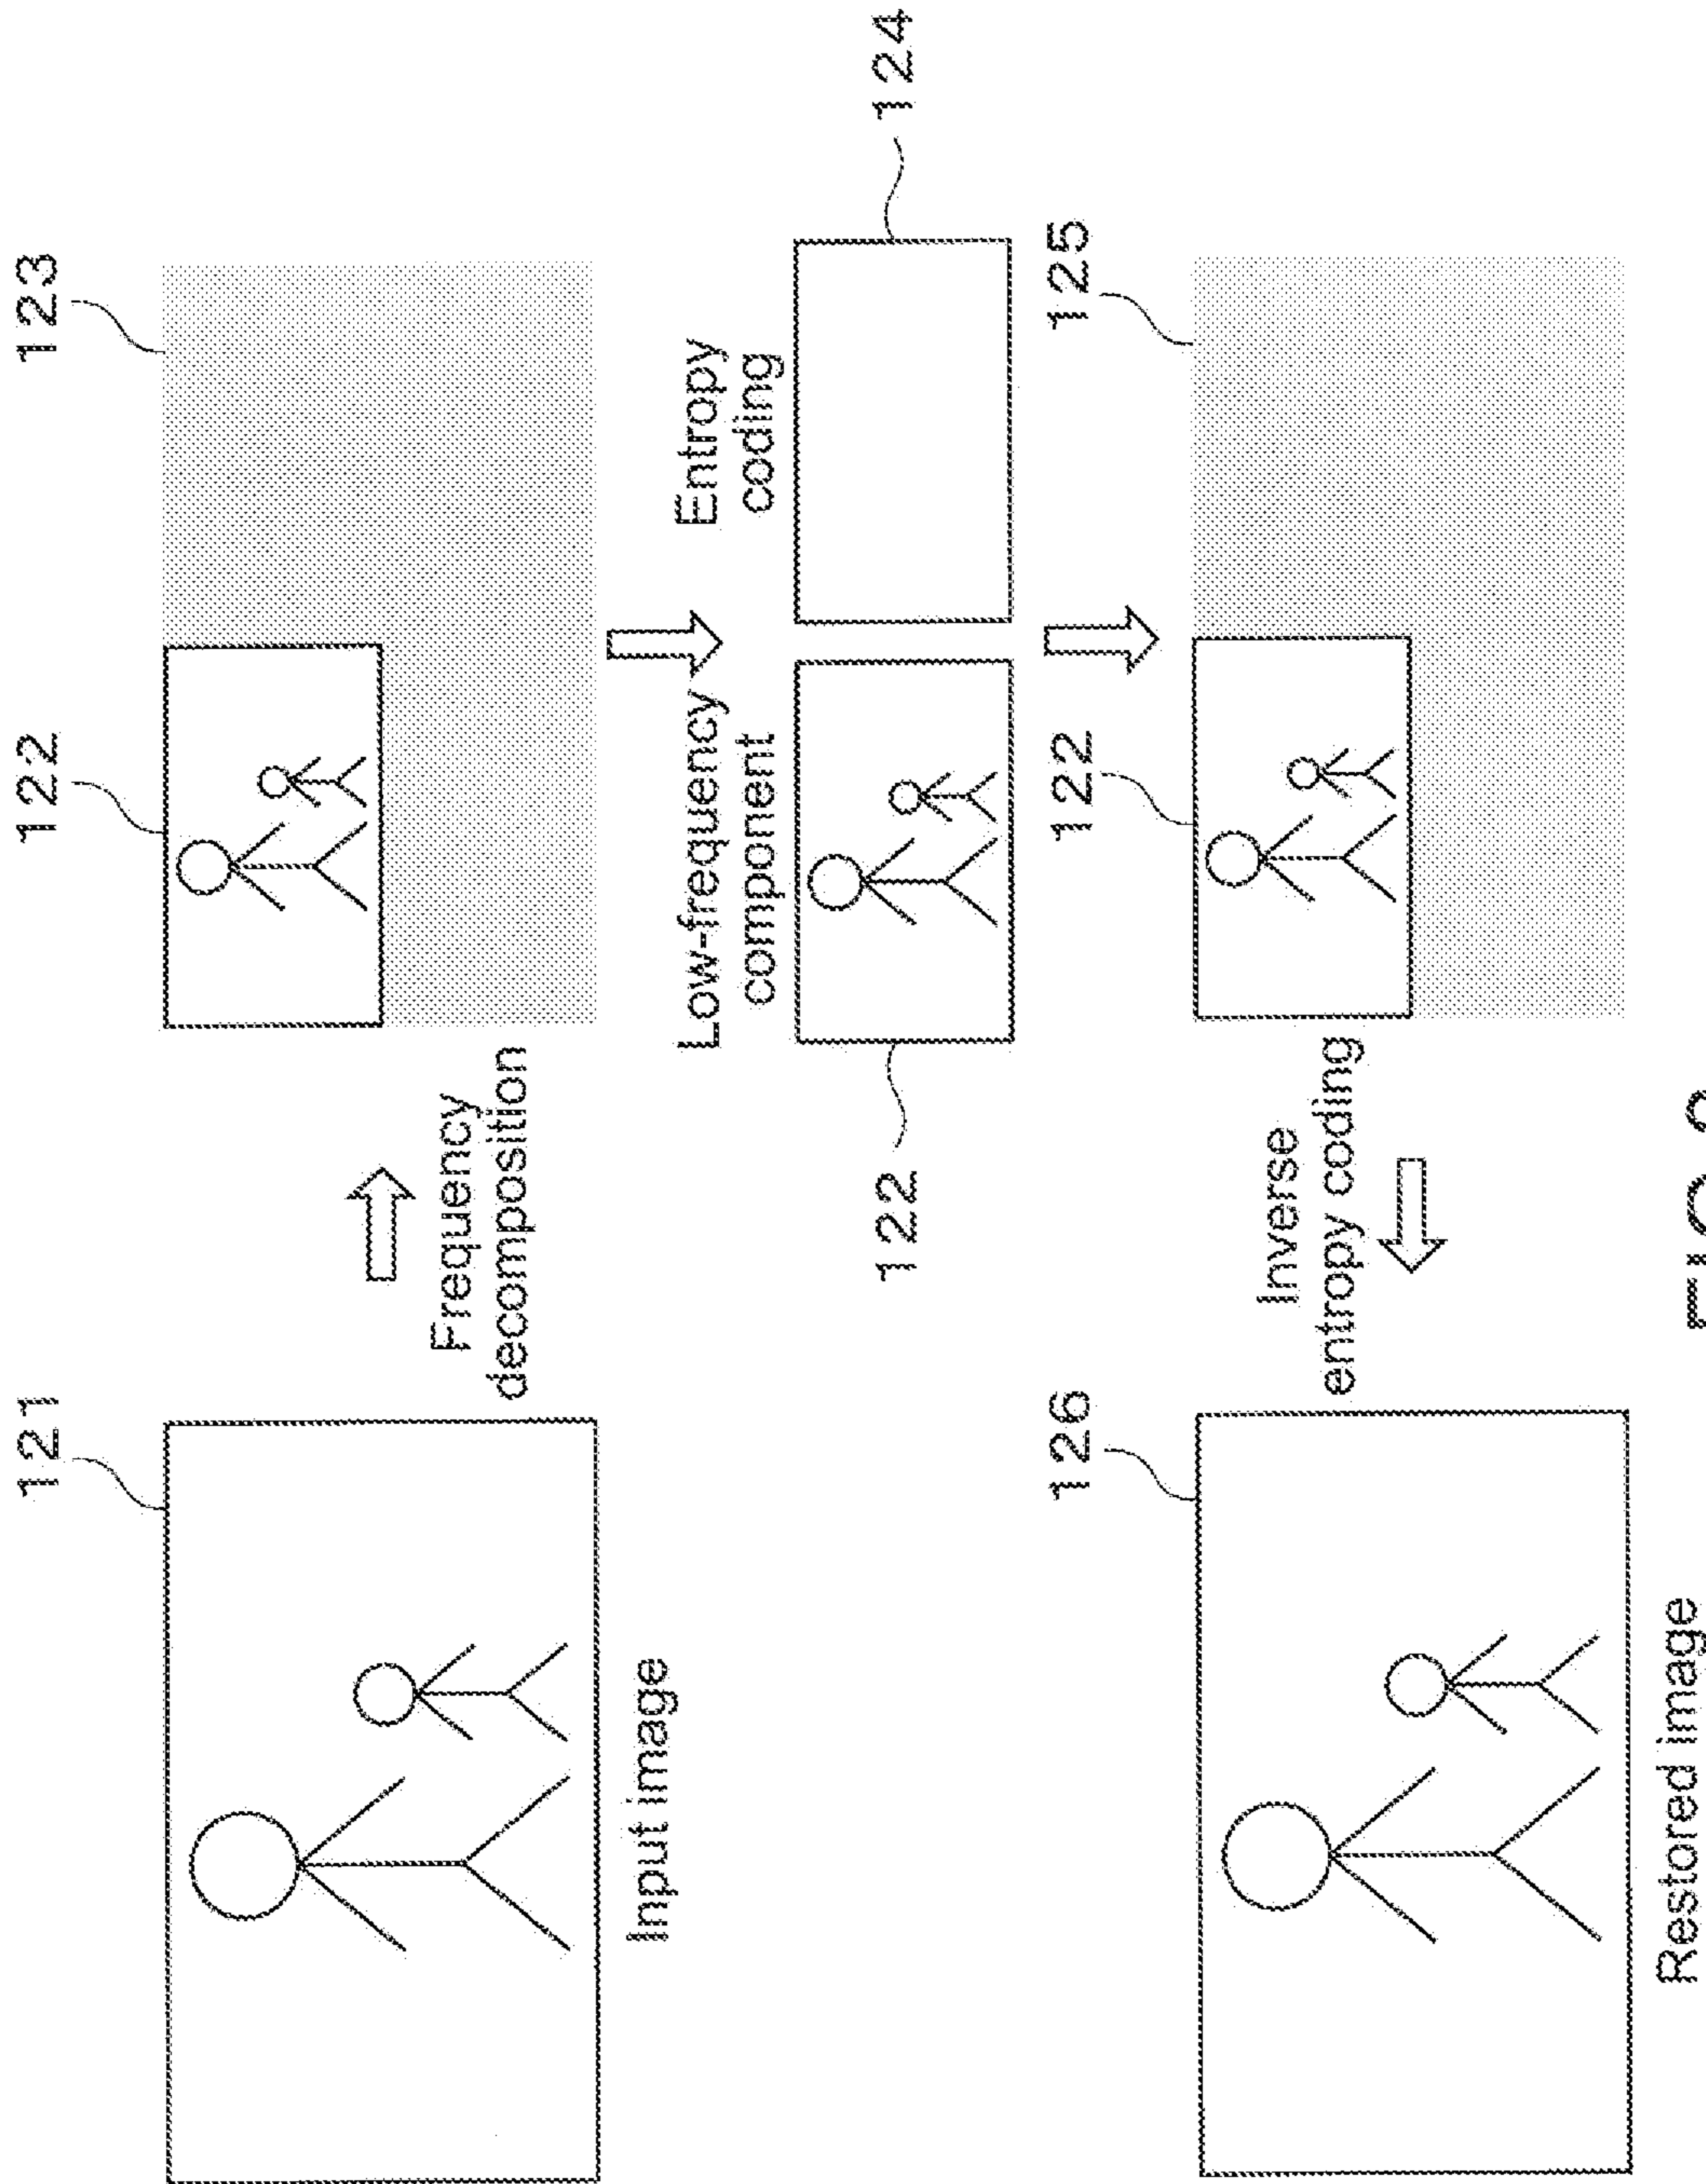 121
122
123
Frequency
decomposition
Input image
Low-frequency
component
Entropy
coding
122
124
126
122
125
Inverse
entropy coding
Restored image